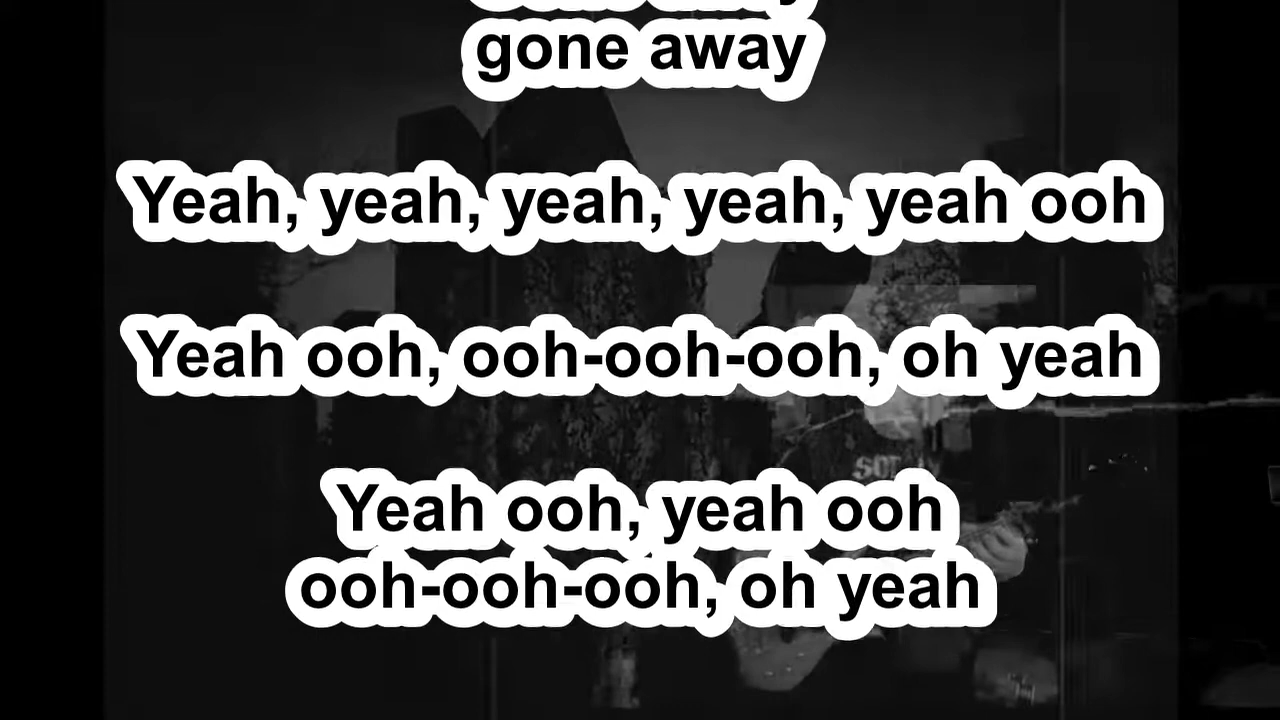 gone away
Yeah, yeah, yeah, yeah, yeah ooh
Yeah ooh, ooh-ooh-ooh, oh yeah
Yeah ooh, yeah ooh
ooh-ooh-ooh, oh yeah